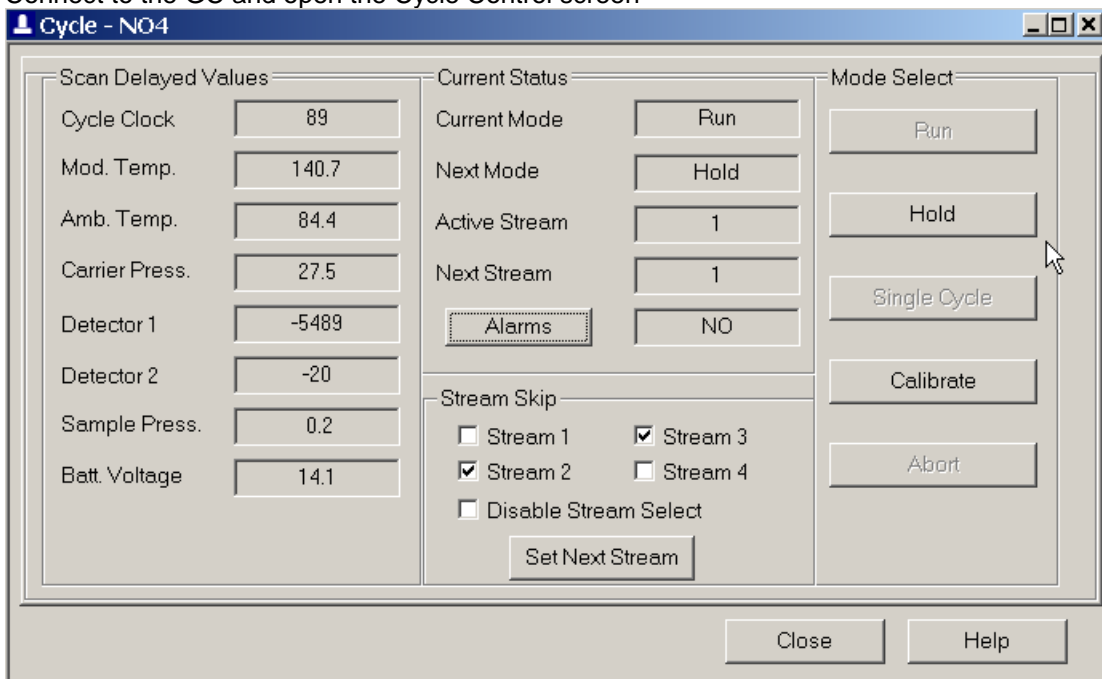 Connect to the GC and open the Cycle Control screen
Cycle - NO4
Scan Delayed Values
Cycle Clock 89
Mod. Temp. 140.7
Amb. Temp. 84.4
Carrier Press. 27.5
Detector 1 -5489
Detector 2 -20
Sample Press. 0.2
Batt. Voltage 14.1
Current Status
Current Mode Run
Next Mode Hold
Active Stream 1
Next Stream 1
Alarms NO
Stream Skip
Stream 1 Stream 3
Stream 2 Stream 4
Disable Stream Select
Set Next Stream
Mode Select
Run
Hold
Single Cycle
Calibrate
Abort
Close Help